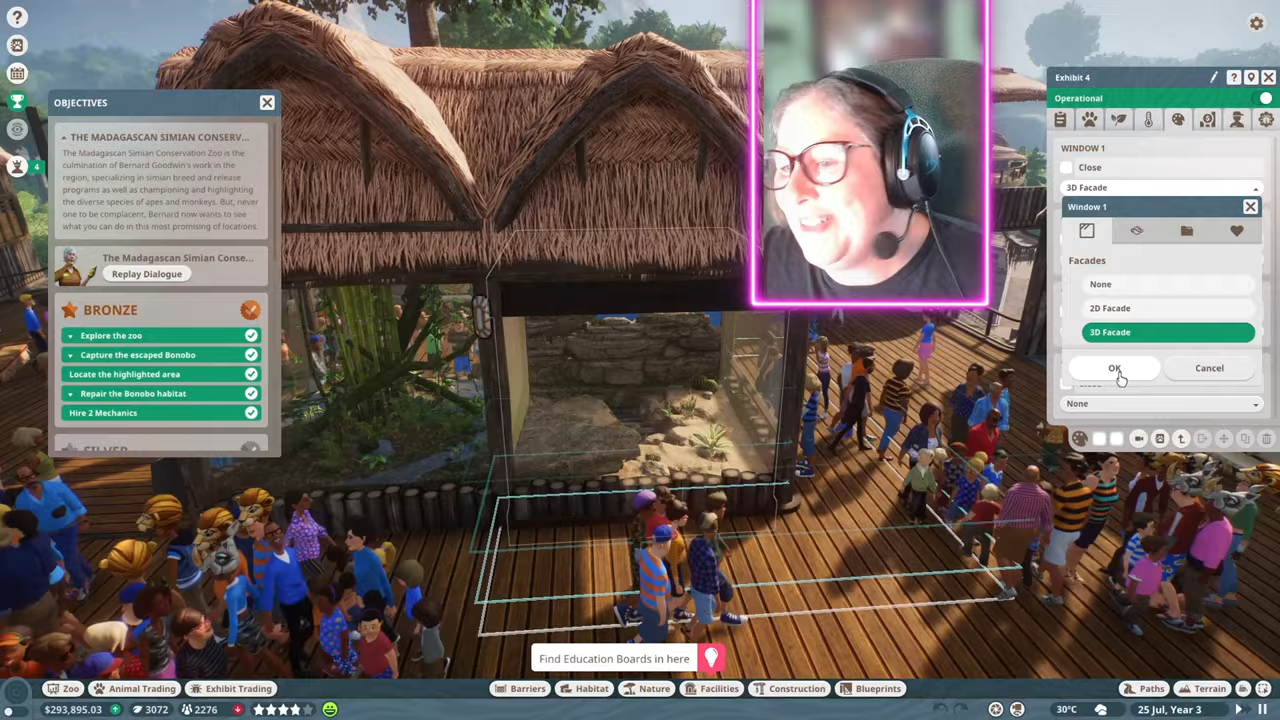 ?
OBJECTIVES
THE MADAGASCAN SIMIAN CONSERV...
The Madagascan Simian Conservation Zoo is the
culmination of Bernard Goodwin's work in the
region, specializing in simian breed and release
programs as well as championing and highlighting
the diverse species of apes and monkeys. But, never
one to be complacent, Bernard now wants to see
what you can do in this most promising of locations.
The Madagascan Simian Conse...
Replay Dialogue
BRONZE
Explore the zoo
Capture the escaped Bonobo
Locate the highlighted area
Repair the Bonobo habitat
Hire 2 Mechanics
SILVER
4
Exhibit 4
?
Operational
WINDOW 1
Close
3D Facade
Window 1
Facades
None
2D Facade
3D Facade
OK
Cancel
None
Find Education Boards in here
Zoo
Animal Trading
Exhibit Trading
Barriers
Habitat
Nature
Facilities
Construction
Blueprints
Paths
Terrain
$293,895.03
3072
2276
30°C
25 Jul, Year 3